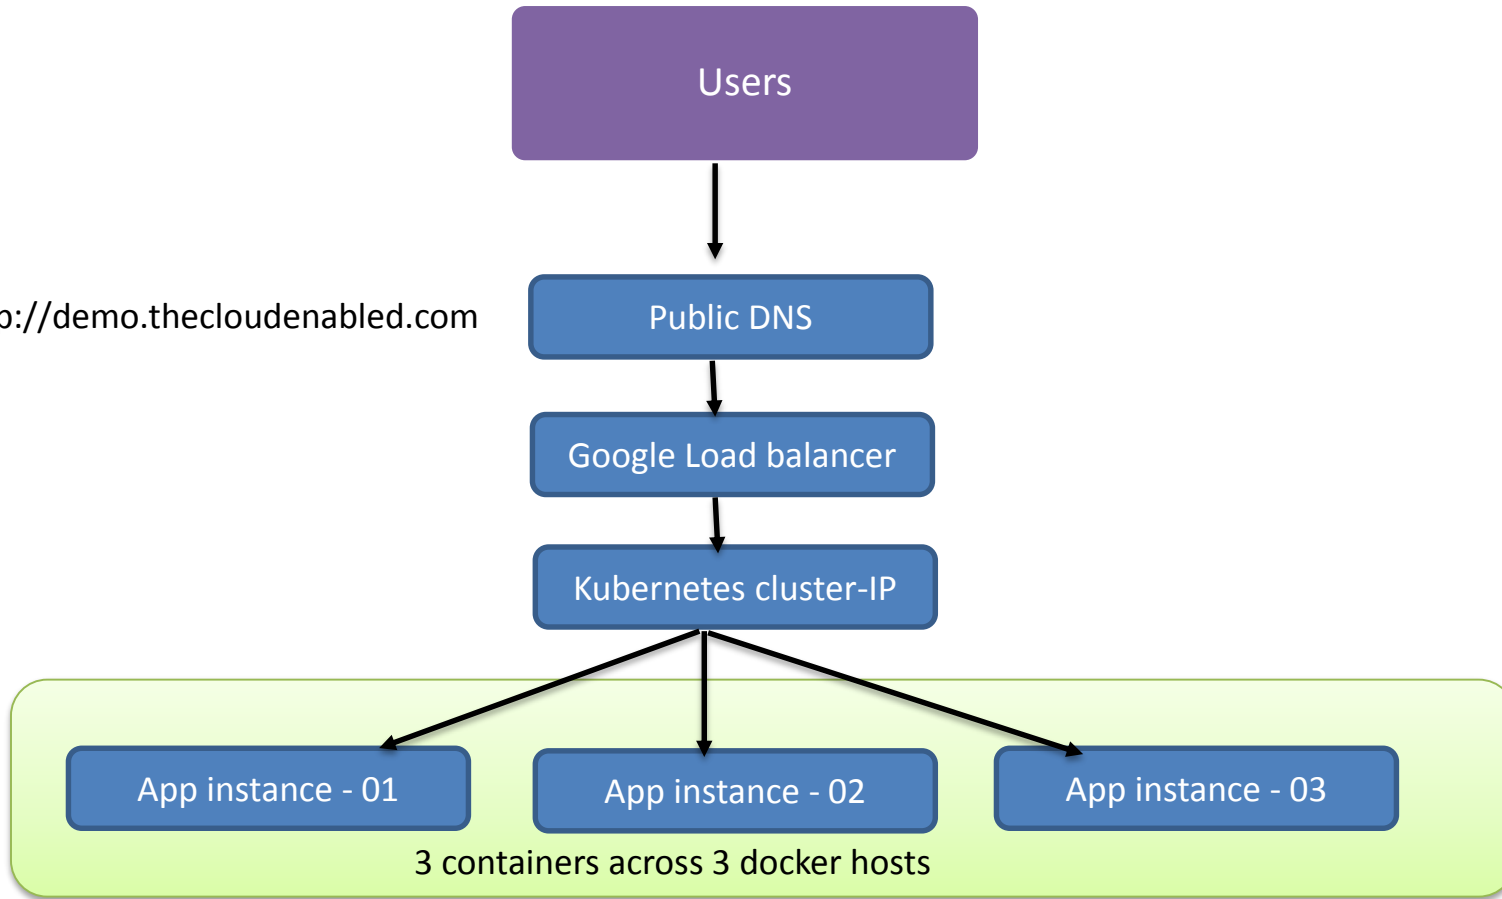 Users
p://demo.thecloudenabled.com
Public DNS
Google Load balancer
Kubernetes cluster-IP
App instance - 01
App instance - 02
App instance - 03
3 containers across 3 docker hosts